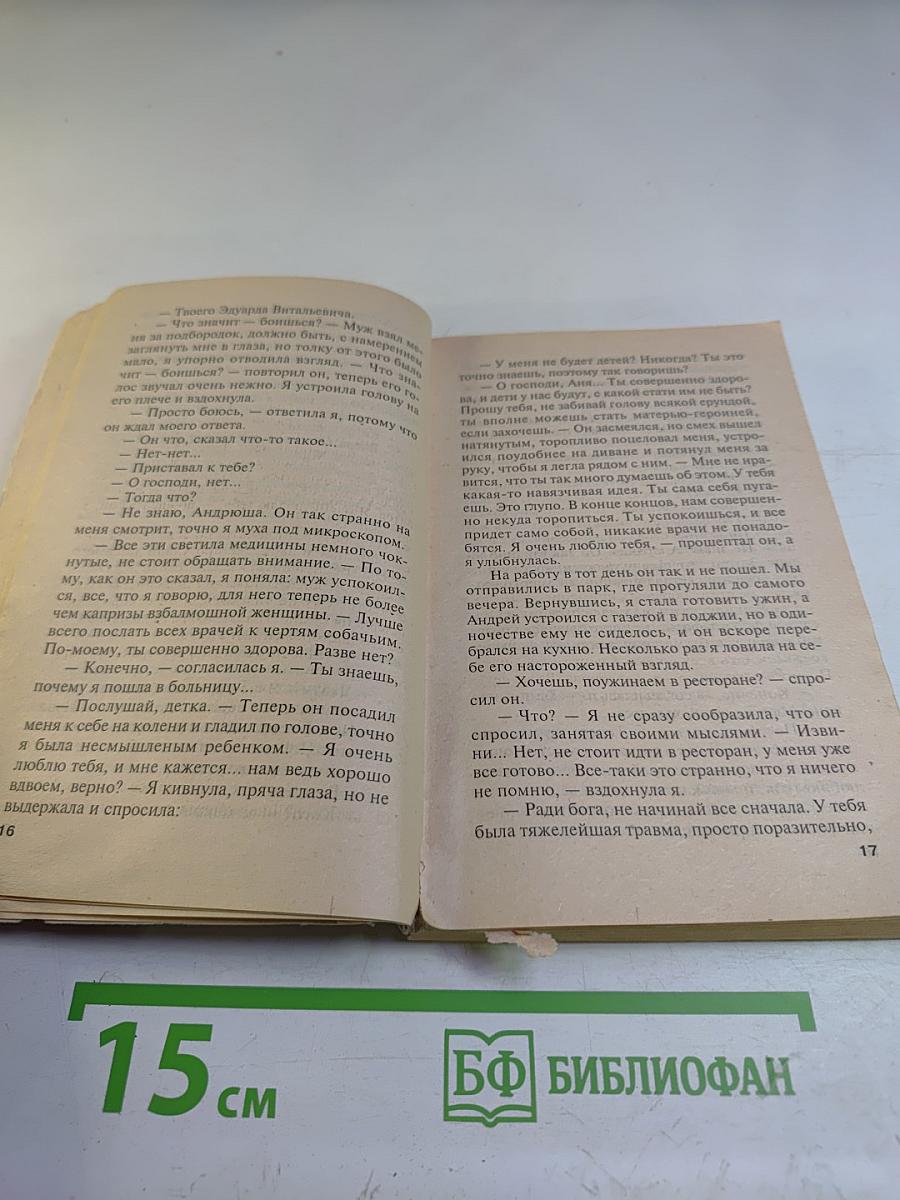 — Твоего Эдуарда Витальевича.
— Что значит — боишься? — Муж взял ме-
ня за подбородок, должно быть, с намерением
заглянуть мне в глаза, но толку от этого было
мало, я упорно отводила взгляд. — Что зна-
чит — боишься? — повторил он, теперь его го-
лос звучал очень нежно. Я устроила голову на
его плече и вздохнула.
— Просто боюсь, — ответила я, потому что
он ждал моего ответа.
— Он что, сказал что-то такое...
— Нет-нет...
— Приставал к тебе?
— О господи, нет...
— Тогда что?
— Не знаю, Андрюша. Он так странно на
меня смотрит, точно я муха под микроскопом.
— Все эти светила медицины немного чок-
нутые, не стоит обращать внимание. — По то-
му, как он это сказал, я поняла: муж успокоил-
ся, все, что я говорю, для него теперь не более
чем капризы взбалмошной женщины. — Лучше
всего послать всех врачей к чертям собачьим.
По-моему, ты совершенно здорова. Разве нет?
— Конечно, — согласилась я. — Ты знаешь,
почему я пошла в больницу...
— Послушай, детка. — Теперь он посадил
меня к себе на колени и гладил по голове, точно
я была несмышленым ребенком. — Я очень
люблю тебя, и мне кажется... нам ведь хорошо
вдвоем, верно? — Я кивнула, пряча глаза, но не
выдержала и спросила:
16
— У меня не будет детей? Никогда? Ты это
точно знаешь, поэтому так говоришь?
— О господи, Аня... Ты совершенно здоро-
ва, и дети у нас будут, с какой стати им не быть?
Прошу тебя, не забивай голову всякой ерундой,
ты вполне можешь стать матерью-героиней,
если захочешь. — Он засмеялся, но смех вышел
натянутым, торопливо поцеловал меня, устро-
ился поудобнее на диване и потянул меня за
руку, чтобы я легла рядом с ним. — Мне не нра-
вится, что ты так много думаешь об этом. У тебя
какая-то навязчивая идея. Ты сама себя пуга-
ешь. Это глупо. В конце концов, нам совершен-
но некуда торопиться. Ты успокоишься, и все
придет само собой, никакие врачи не понадо-
бятся. Я очень люблю тебя, — прошептал он, а
я улыбнулась.
На работу в тот день он так и не пошел. Мы
отправились в парк, где прогуляли до самого
вечера. Вернувшись, я стала готовить ужин, а
Андрей устроился с газетой в лоджии, но в оди-
ночестве ему не сиделось, и он вскоре пере-
брался на кухню. Несколько раз я ловила на се-
бе его настороженный взгляд.
— Хочешь, поужинаем в ресторане? — спро-
сил он.
— Что? — Я не сразу сообразила, что он
спросил, занятая своими мыслями. — Изви-
ни... Нет, не стоит идти в ресторан, у меня уже
все готово... Все-таки это странно, что я ничего
не помню, — вздохнула я.
— Ради бога, не начинай все сначала. У тебя
была тяжелейшая травма, просто поразительно,
17
15 см
БФ БИБЛИОФАН